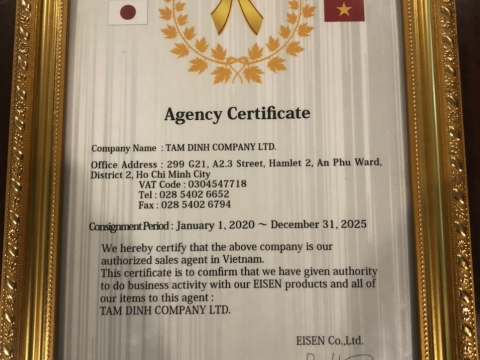 Agency Certificate
Company Name : TAM DINH COMPANY LTD.
Office Address : 299 G21, A2.3 Street, Hamlet 2, An Phu Ward,
District 2, Ho Chi Minh City
VAT Code : 0304547718
Tel : 028 5402 6652
Fax : 028 5402 6794
Consignment Period : January 1, 2020 ～ December 31, 2025
We hereby certify that the above company is our
authorized sales agent in Vietnam.
This certificate is to comfirm that we have given authority
to do business activity with our EISEN products and all of
our items to this agent :
TAM DINH COMPANY LTD.
EISEN Co.,Ltd.